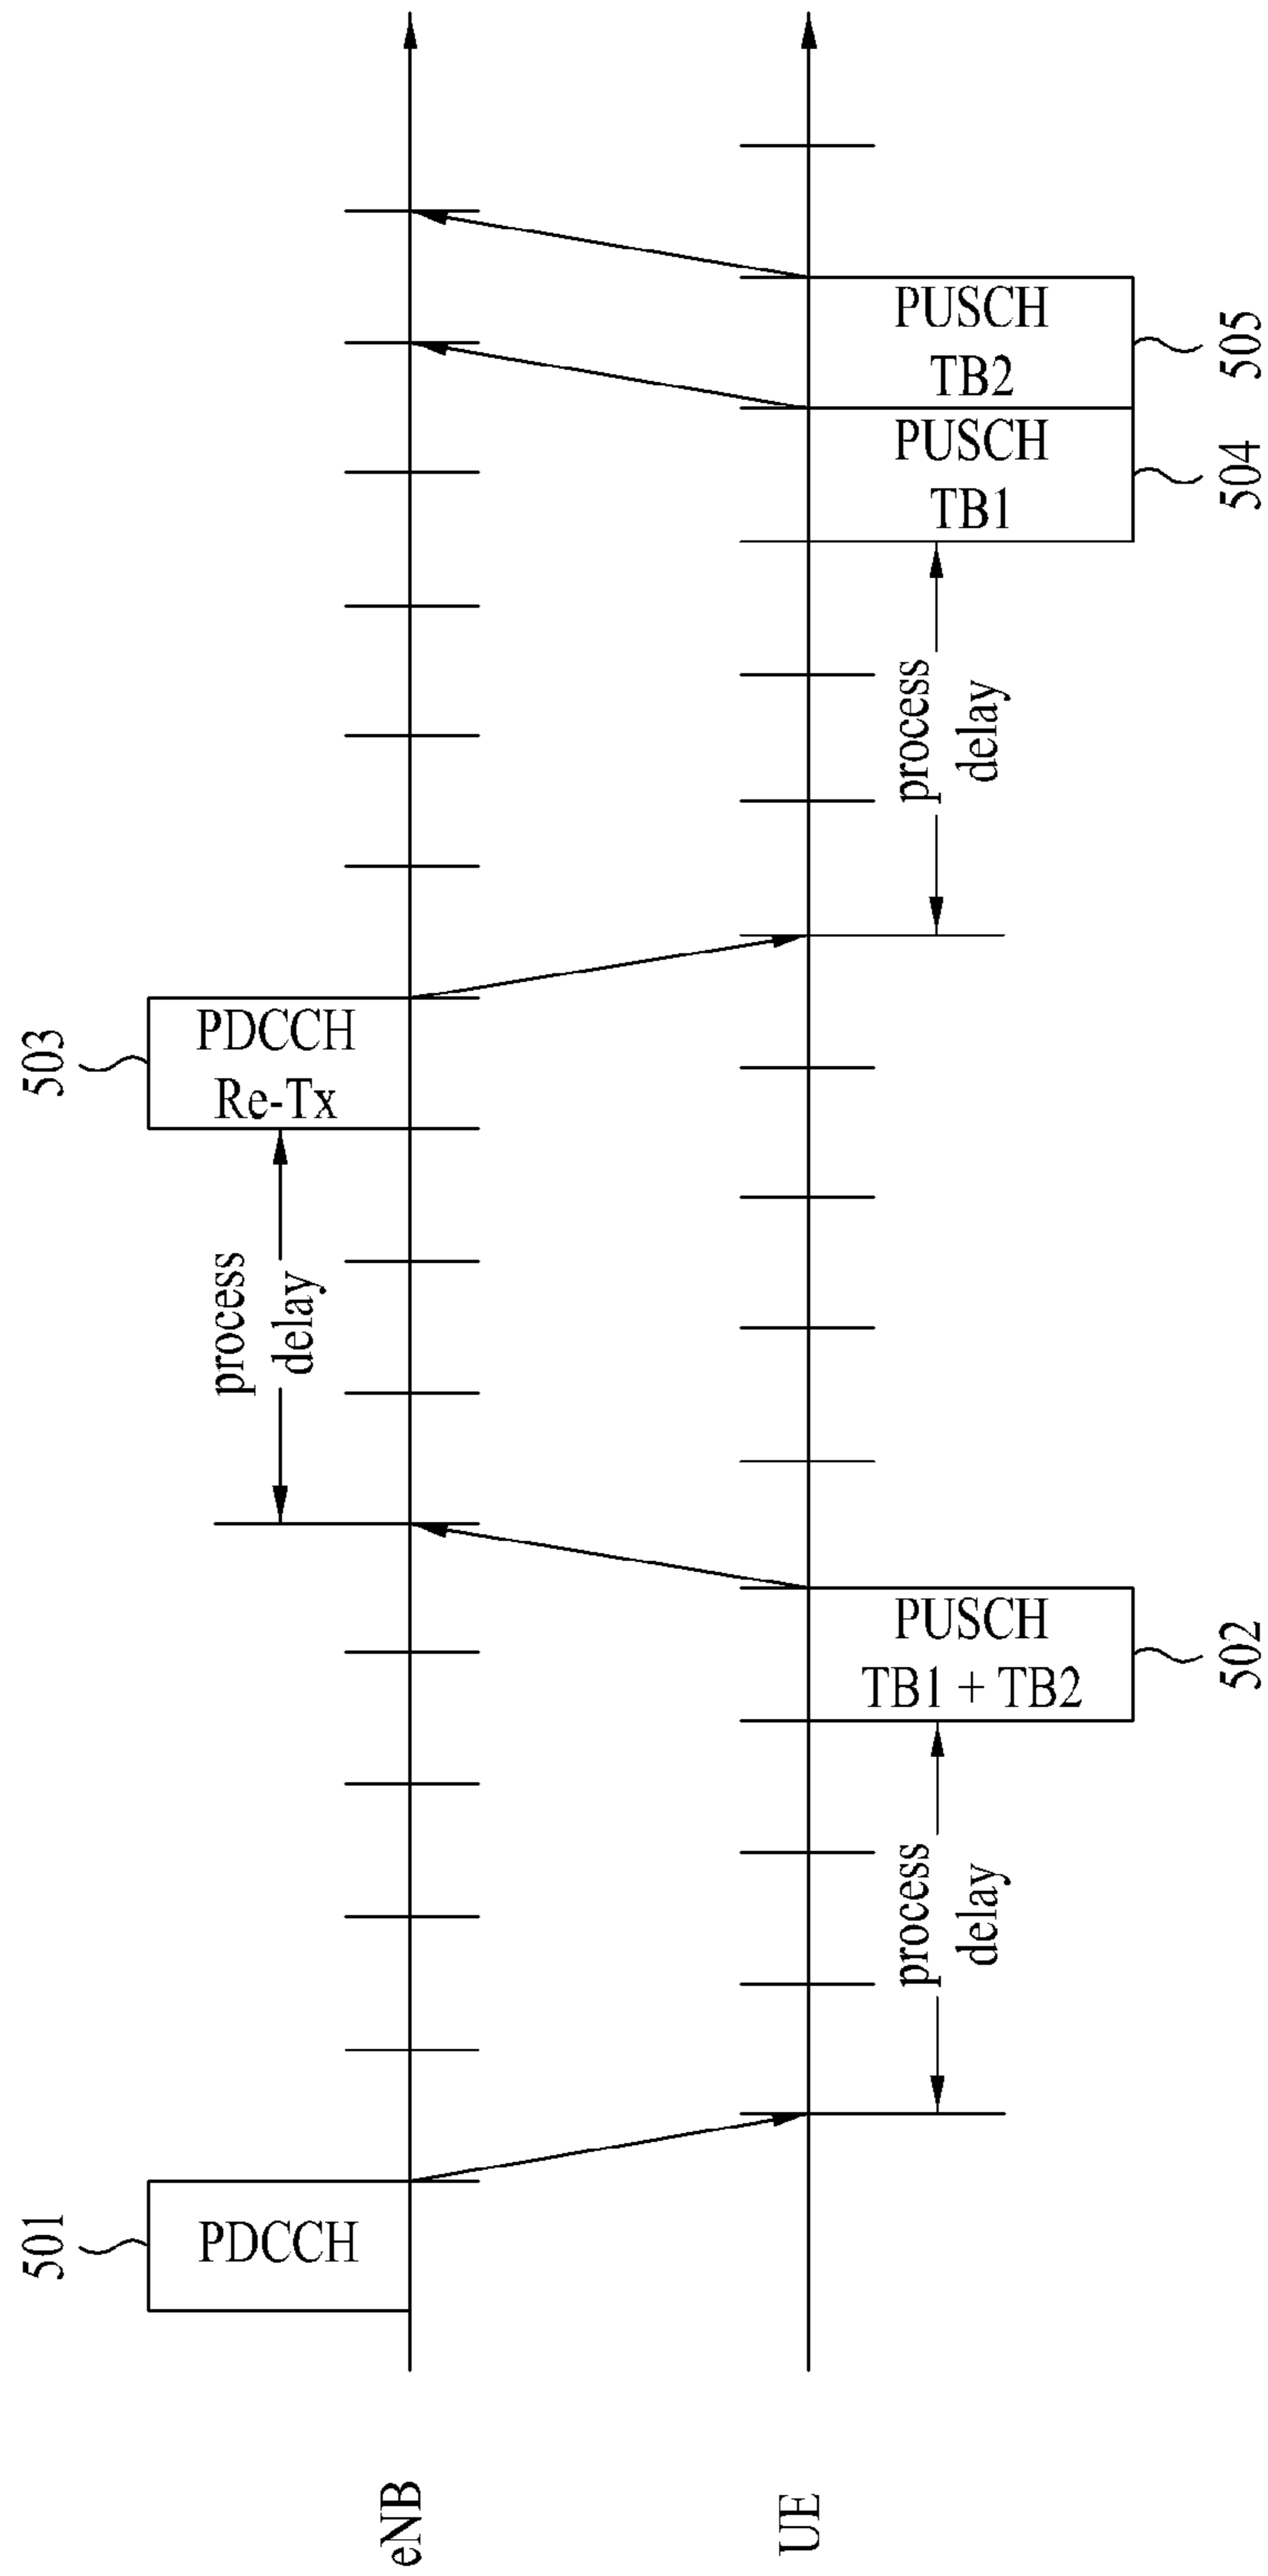 501
503
eNB
PDCCH
process
delay
PDCCH
Re-Tx
UE
process
delay
PUSCH
TB1 + TB2
process
delay
PUSCH
TB1
PUSCH
TB2
502
504
505